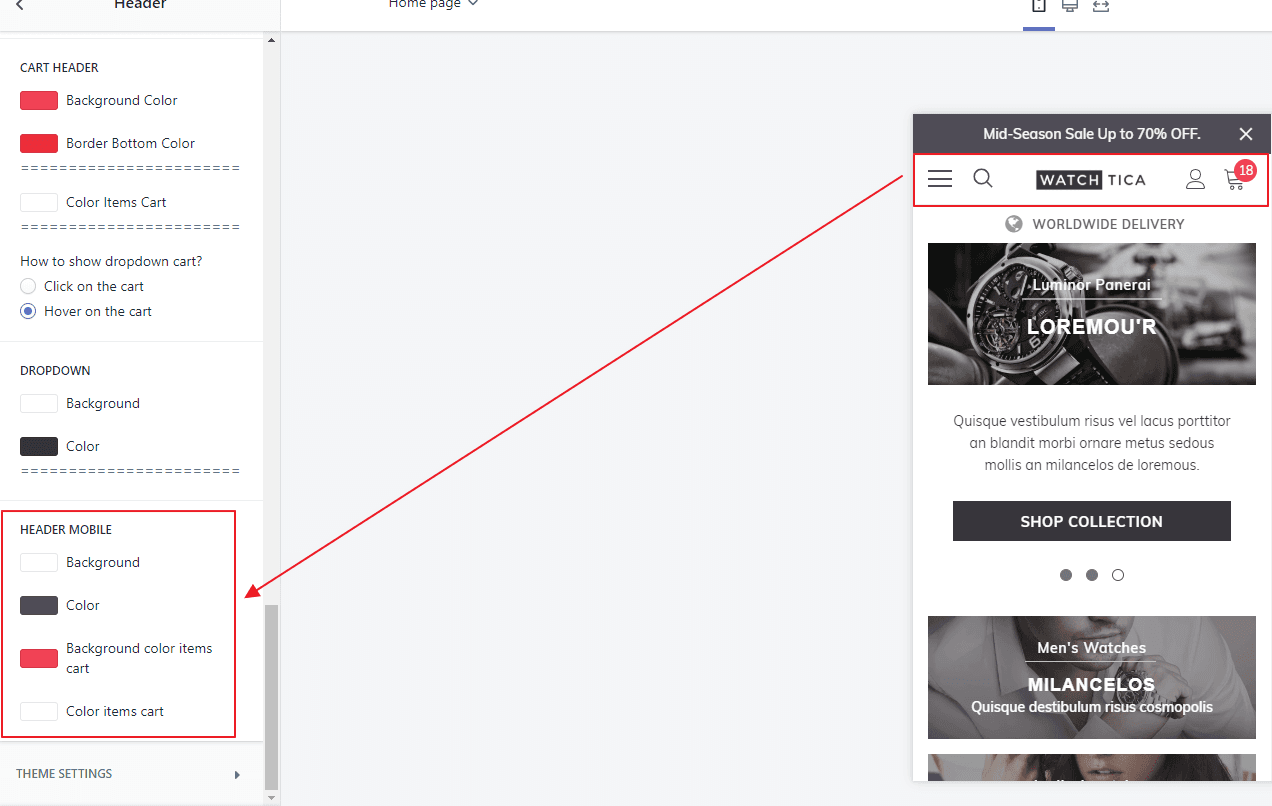 Header
Home page
CART HEADER
Background Color
Border Bottom Color
=======================
Color Items Cart
=======================
How to show dropdown cart?
Click on the cart
Hover on the cart
DROPDOWN
Background
Color
=======================
HEADER MOBILE
Background
Color
Background color items
cart
Color items cart
THEME SETTINGS
Mid-Season Sale Up to 70% OFF.
WATCH TICA
18
WORLDWIDE DELIVERY
Luminor Panerai
LOREMOU'R
Quisque vestibulum risus vel lacus porttitor
an blandit morbi ornare metus sedous
mollis an milancelos de loremous.
SHOP COLLECTION
Men's Watches
MILANCELOS
Quisque destibulum risus cosmopolis